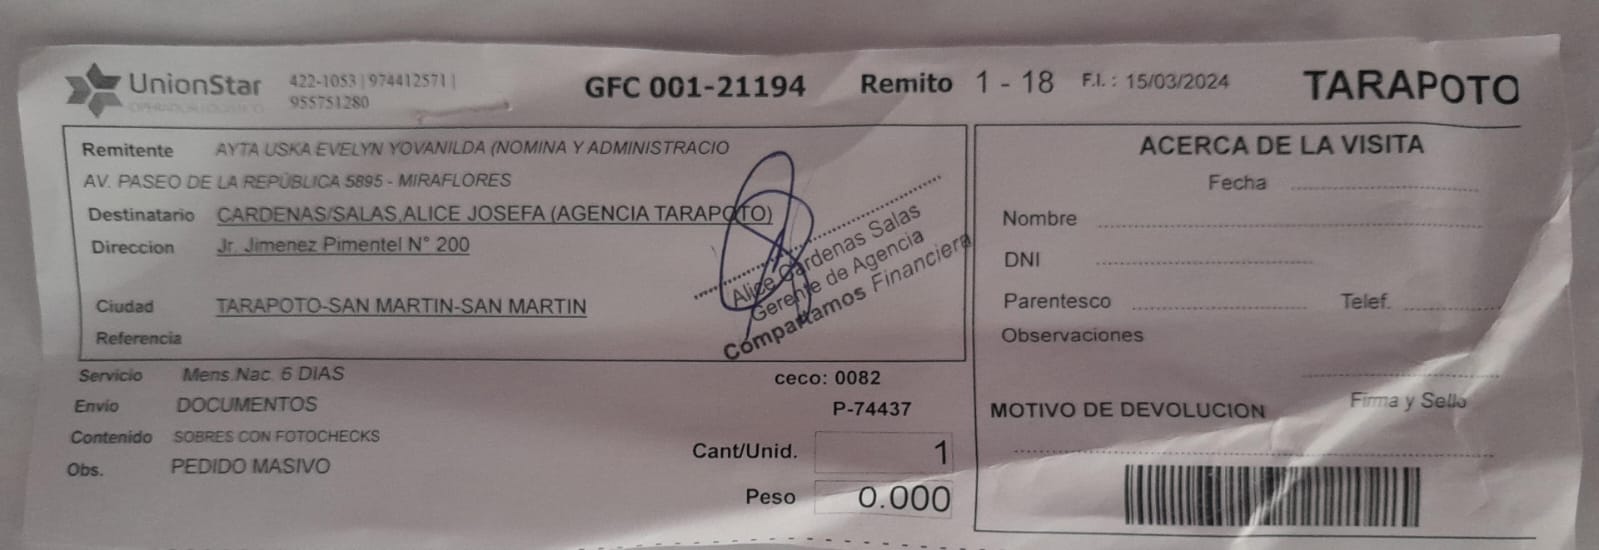 UnionStar 422-1053 | 974412571 |
OPERADOR LOGISTICO 955751280
GFC 001-21194 Remito 1 - 18 F.I. : 15/03/2024 TARAPOTO
Remitente AYTA USKA EVELYN YOVANILDA (NOMINA Y ADMINISTRACIO
AV. PASEO DE LA REPÚBLICA 5895 - MIRAFLORES
Destinatario CARDENAS/SALAS,ALICE JOSEFA (AGENCIA TARAPOTO)
Direccion Jr. Jimenez Pimentel N° 200
Ciudad TARAPOTO-SAN MARTIN-SAN MARTIN
Referencia
Alice Cardenas Salas
Gerente de Agencia
Compartamos Financiera
Servicio Mens.Nac. 6 DIAS
Envio DOCUMENTOS
Contenido SOBRES CON FOTOCHECKS
Obs. PEDIDO MASIVO
ceco: 0082
P-74437
Cant/Unid. 1
Peso 0.000
ACERCA DE LA VISITA
Fecha
Nombre
DNI
Parentesco Telef.
Observaciones
Firma y Sello
MOTIVO DE DEVOLUCION